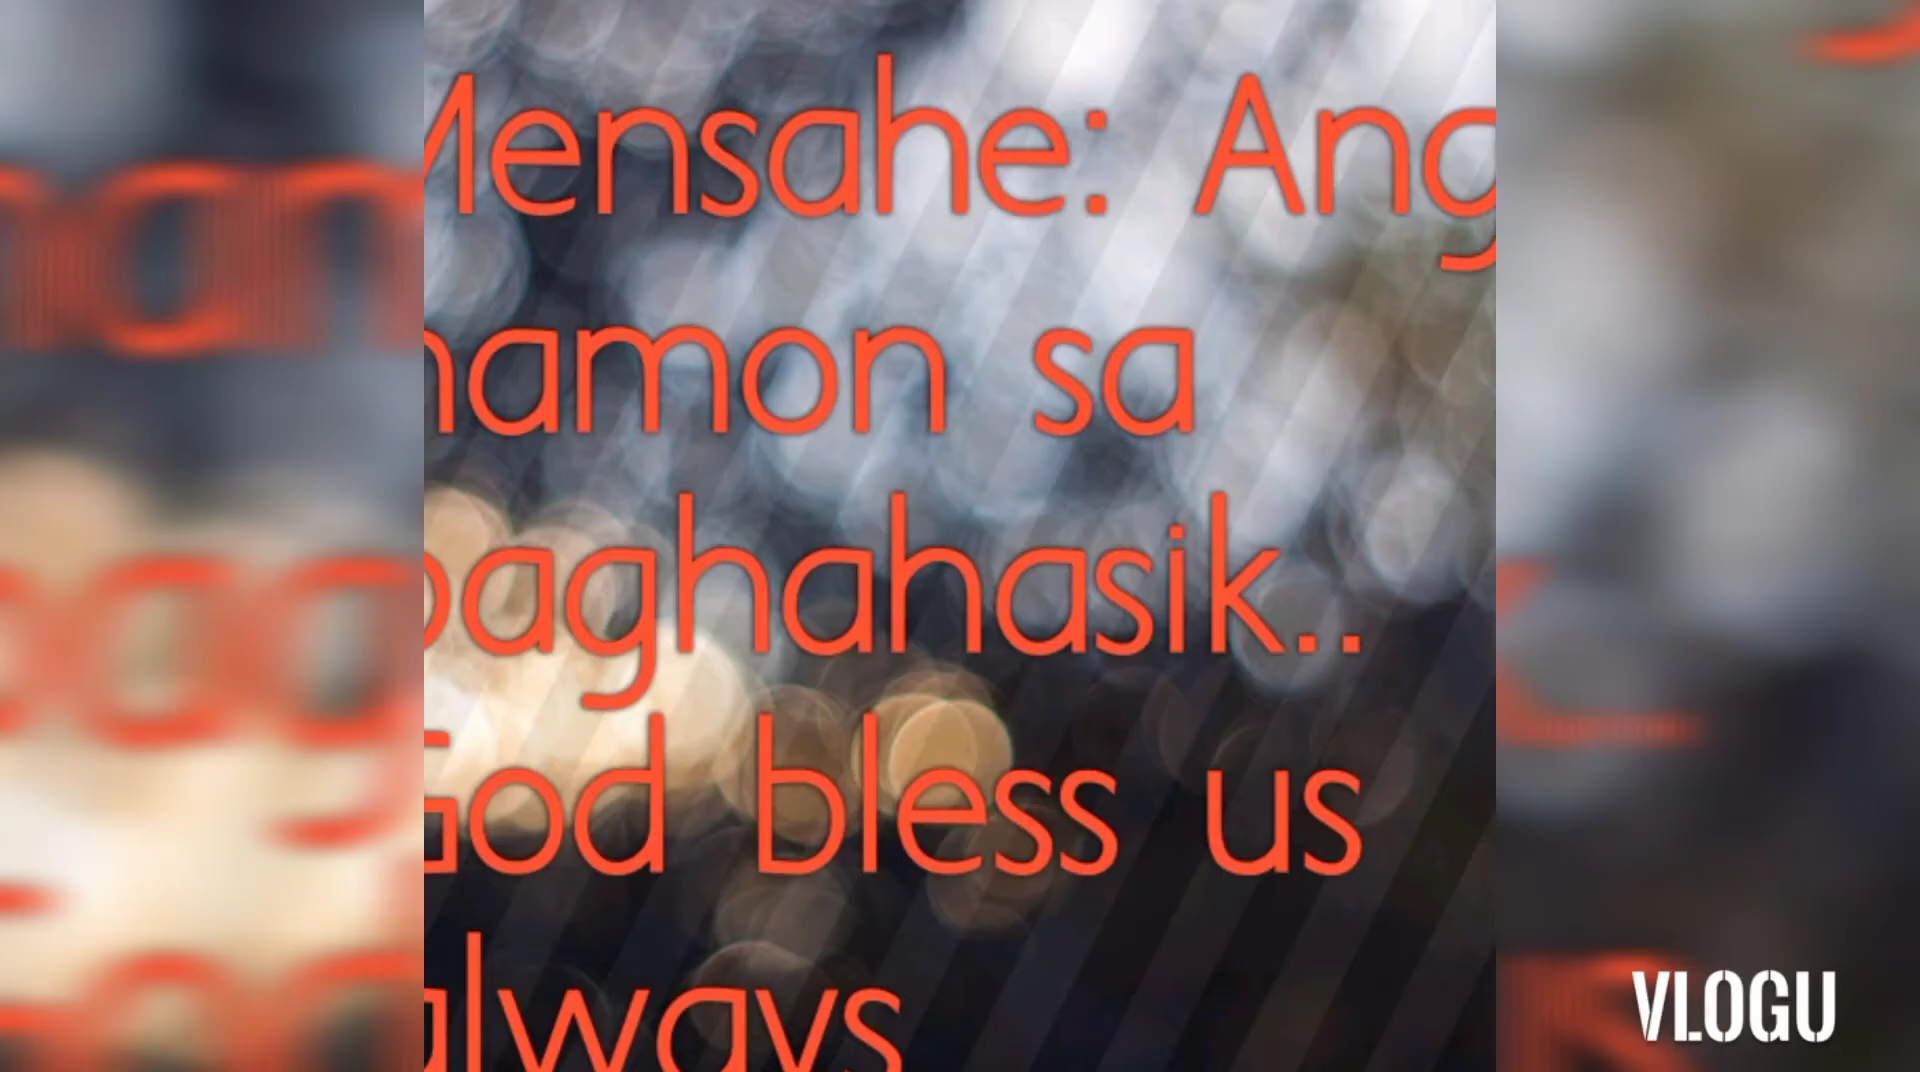 Mensahe: Ang
hamon sa
paghahasik..
God bless us
always
VLOGU